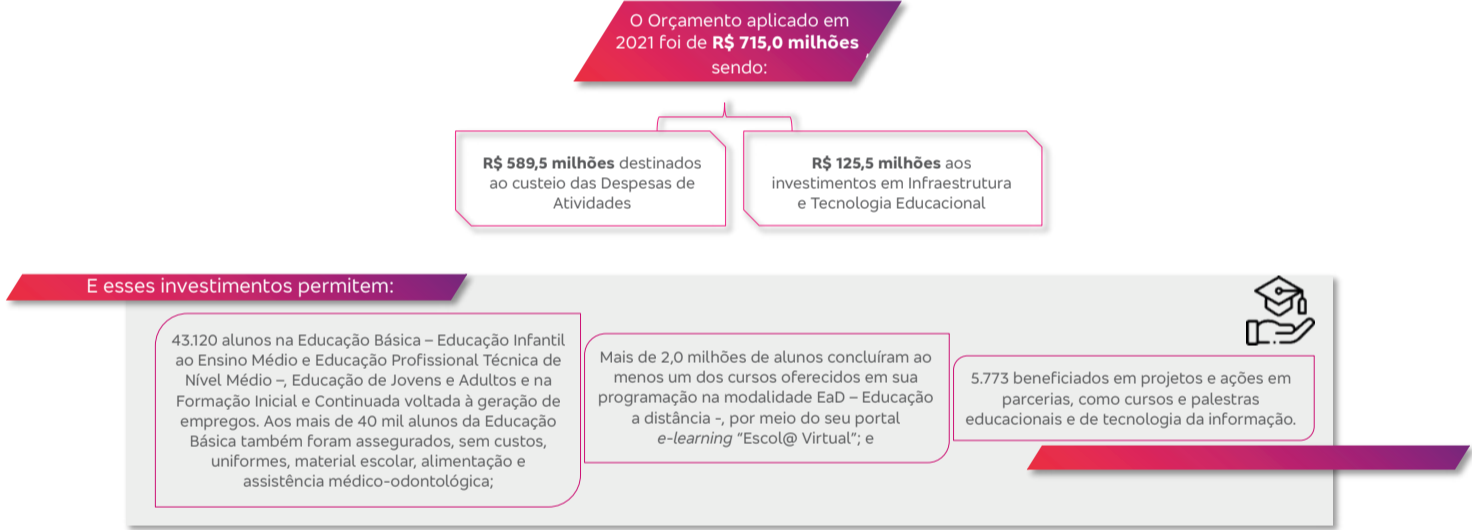 O Orçamento aplicado em
2021 foi de R$ 715,0 milhões,
sendo:
R$ 589,5 milhões destinados
ao custeio das Despesas de
Atividades
R$ 125,5 milhões aos
investimentos em Infraestrutura
e Tecnologia Educacional
E esses investimentos permitem:
43.120 alunos na Educação Básica – Educação Infantil
ao Ensino Médio e Educação Profissional Técnica de
Nível Médio –, Educação de Jovens e Adultos e na
Formação Inicial e Continuada voltada à geração de
empregos. Aos mais de 40 mil alunos da Educação
Básica também foram assegurados, sem custos,
uniformes, material escolar, alimentação e
assistência médico-odontológica;
Mais de 2,0 milhões de alunos concluíram ao
menos um dos cursos oferecidos em sua
programação na modalidade EaD – Educação
a distância -, por meio do seu portal
e-learning “Escol@ Virtual”; e
5.773 beneficiados em projetos e ações em
parcerias, como cursos e palestras
educacionais e de tecnologia da informação.